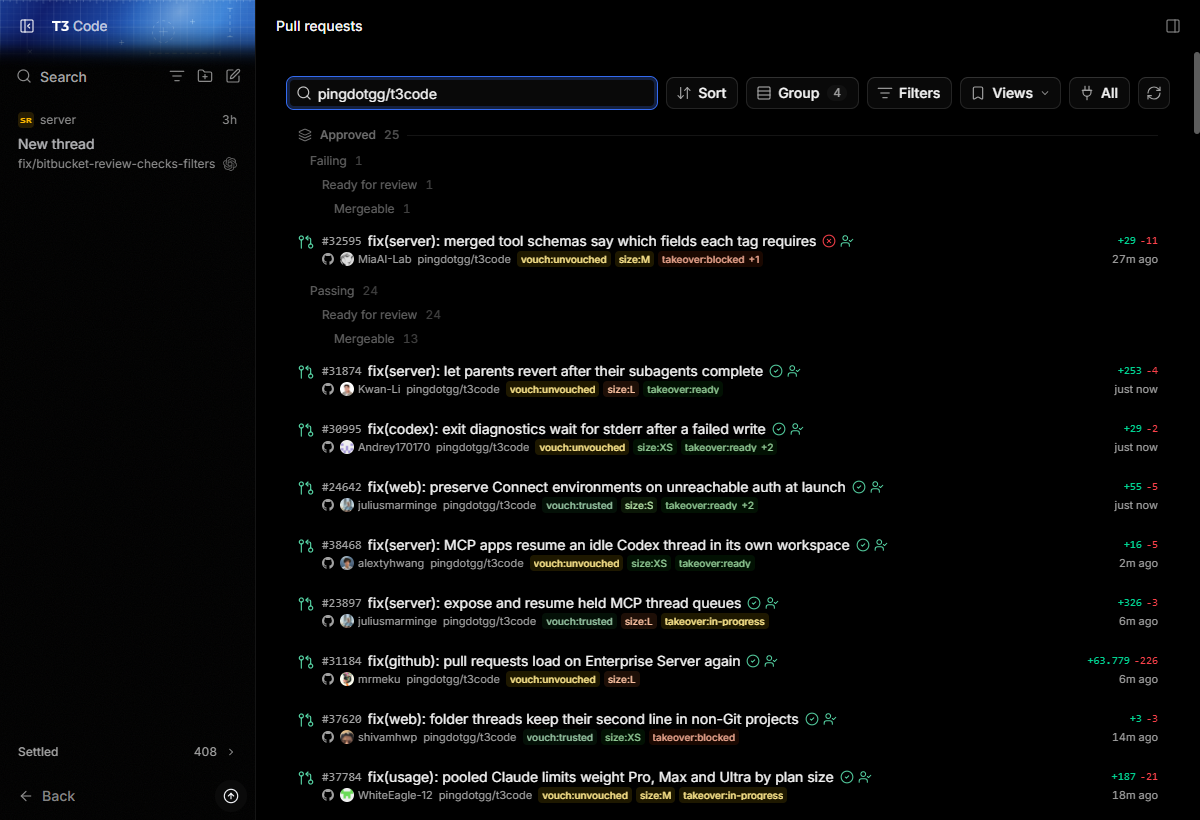 T3 Code
Pull requests
Search
pingdotgg/t3code
Sort
Group 4
Filters
Views
All
SR server 3h
New thread
fix/bitbucket-review-checks-filters
Approved 25
Failing 1
Ready for review 1
Mergeable 1
#32595 fix(server): merged tool schemas say which fields each tag requires +29 -11
MiaAI-Lab pingdotgg/t3code vouch:unvouched size:M takeover:blocked +1 27m ago
Passing 24
Ready for review 24
Mergeable 13
#31874 fix(server): let parents revert after their subagents complete +253 -4
Kwan-Li pingdotgg/t3code vouch:unvouched size:L takeover:ready just now
#30995 fix(codex): exit diagnostics wait for stderr after a failed write +29 -2
Andrey170170 pingdotgg/t3code vouch:unvouched size:XS takeover:ready +2 just now
#24642 fix(web): preserve Connect environments on unreachable auth at launch +55 -5
juliusmarminge pingdotgg/t3code vouch:trusted size:S takeover:ready +2 just now
#38468 fix(server): MCP apps resume an idle Codex thread in its own workspace +16 -5
alextyhwang pingdotgg/t3code vouch:unvouched size:XS takeover:ready 2m ago
#23897 fix(server): expose and resume held MCP thread queues +326 -3
juliusmarminge pingdotgg/t3code vouch:trusted size:L takeover:in-progress 6m ago
#31184 fix(github): pull requests load on Enterprise Server again +63.779 -226
mrmeku pingdotgg/t3code vouch:unvouched size:L 6m ago
#37620 fix(web): folder threads keep their second line in non-Git projects +3 -3
shivamhwp pingdotgg/t3code vouch:trusted size:XS takeover:blocked 14m ago
#37784 fix(usage): pooled Claude limits weight Pro, Max and Ultra by plan size +187 -21
WhiteEagle-12 pingdotgg/t3code vouch:unvouched size:M takeover:in-progress 18m ago
Settled 408
Back